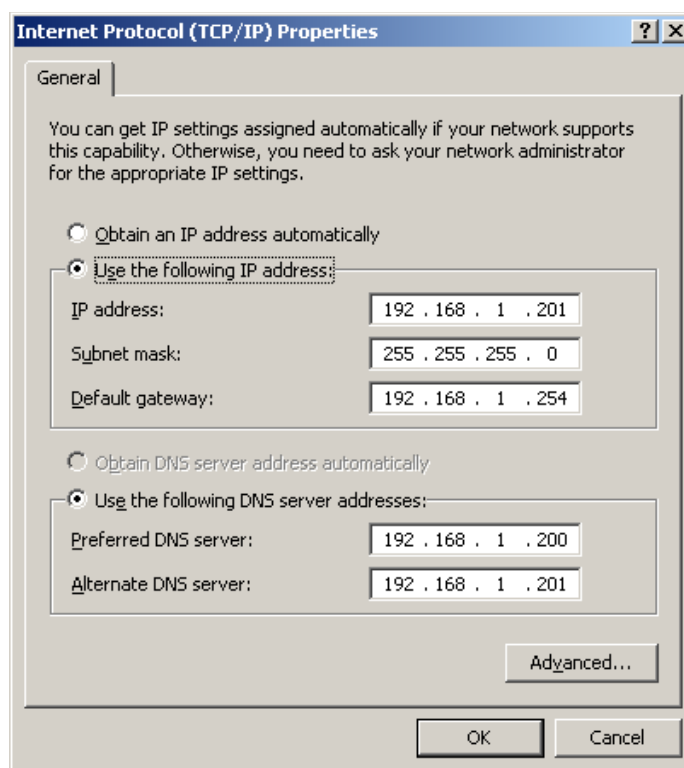 Internet Protocol (TCP/IP) Properties
General
You can get IP settings assigned automatically if your network supports
this capability. Otherwise, you need to ask your network administrator
for the appropriate IP settings.
Obtain an IP address automatically
Use the following IP address:
IP address: 192 . 168 . 1 . 201
Subnet mask: 255 . 255 . 255 . 0
Default gateway: 192 . 168 . 1 . 254
Obtain DNS server address automatically
Use the following DNS server addresses:
Preferred DNS server: 192 . 168 . 1 . 200
Alternate DNS server: 192 . 168 . 1 . 201
Advanced...
OK Cancel